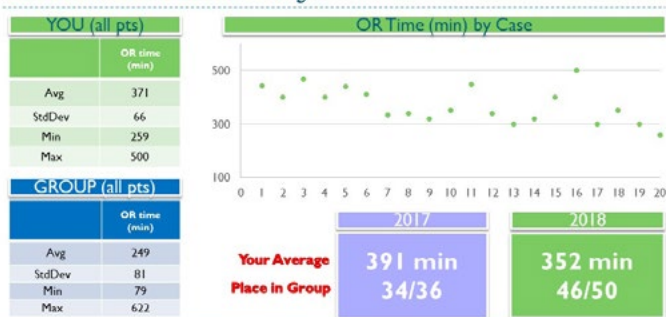 YOU (all pts)
OR time (min)
Avg 371
StdDev 66
Min 259
Max 500
GROUP (all pts)
OR time (min)
Avg 249
StdDev 81
Min 79
Max 622
OR Time (min) by Case
500
300
100
0 1 2 3 4 5 6 7 8 9 10 11 12 13 14 15 16 17 18 19 20
2017 2018
Your Average 391 min 352 min
Place in Group 34/36 46/50